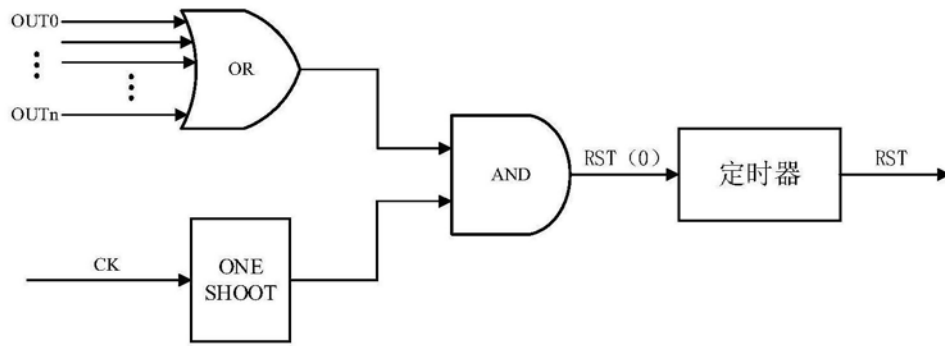 OUT0
OR
OUTn
AND
RST（0）
定时器
RST
CK
ONE
SHOOT